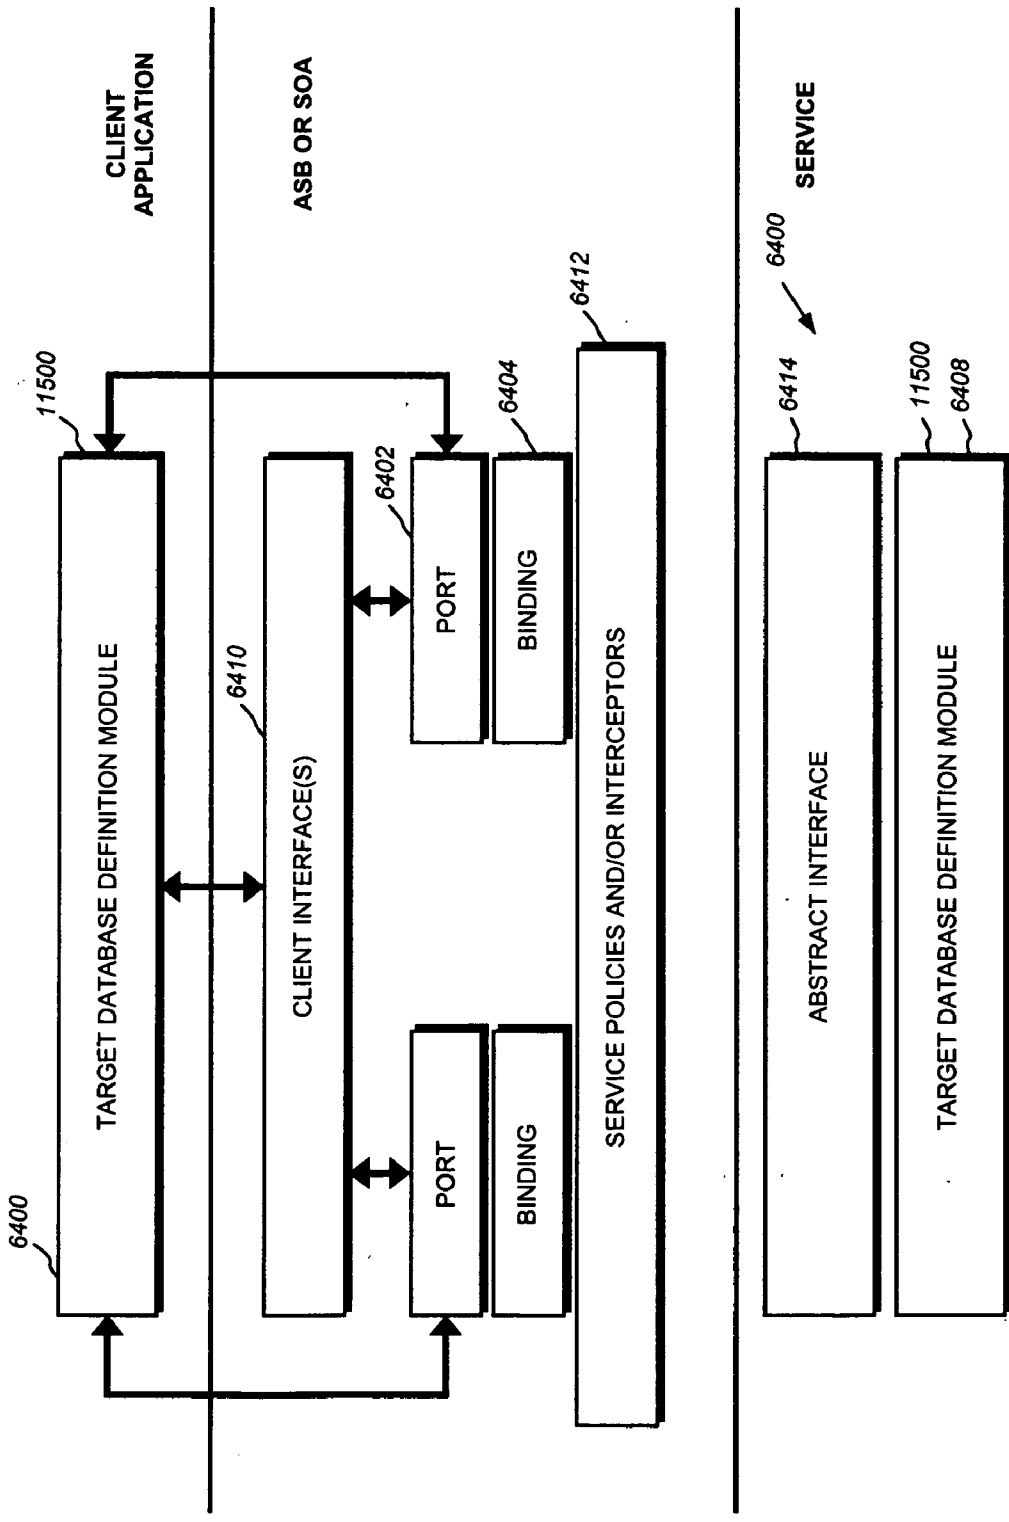 CLIENT
APPLICATION
6400
11500
TARGET DATABASE DEFINITION MODULE
ASB OR SOA
6410
CLIENT INTERFACE(S)
6402
PORT
PORT
6404
BINDING
BINDING
6412
SERVICE POLICIES AND/OR INTERCEPTORS
SERVICE
6400
6414
ABSTRACT INTERFACE
11500
6408
TARGET DATABASE DEFINITION MODULE